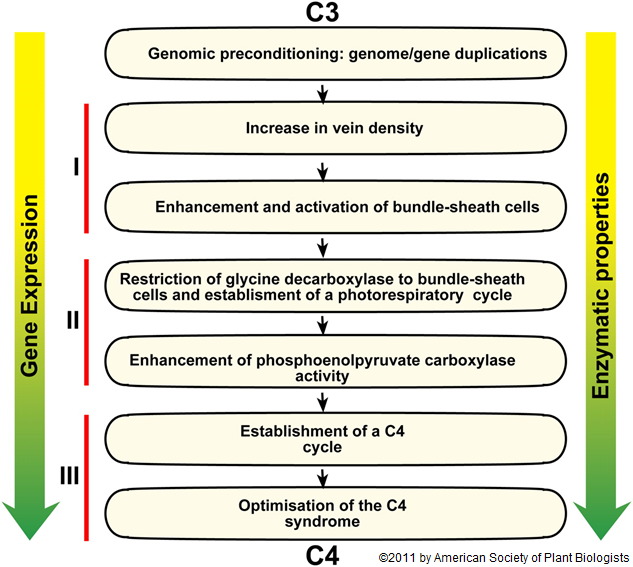 C3
Genomic preconditioning: genome/gene duplications
Increase in vein density
I
Enhancement and activation of bundle-sheath cells
Gene Expression
Enzymatic properties
Restriction of glycine decarboxylase to bundle-sheath
cells and establisment of a photorespiratory cycle
II
Enhancement of phosphoenolpyruvate carboxylase
activity
Establishment of a C4
cycle
III
Optimisation of the C4
syndrome
C4
©2011 by American Society of Plant Biologists